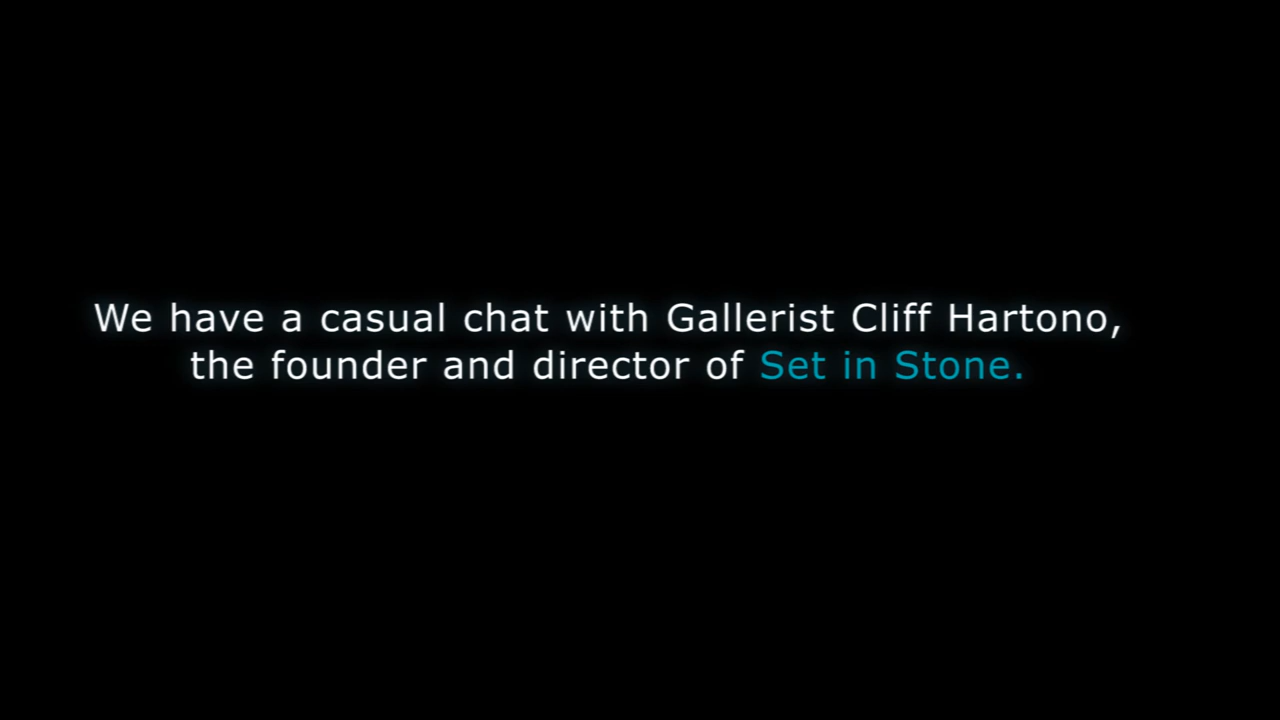 We have a casual chat with Gallerist Cliff Hartono,
the founder and director of Set in Stone.